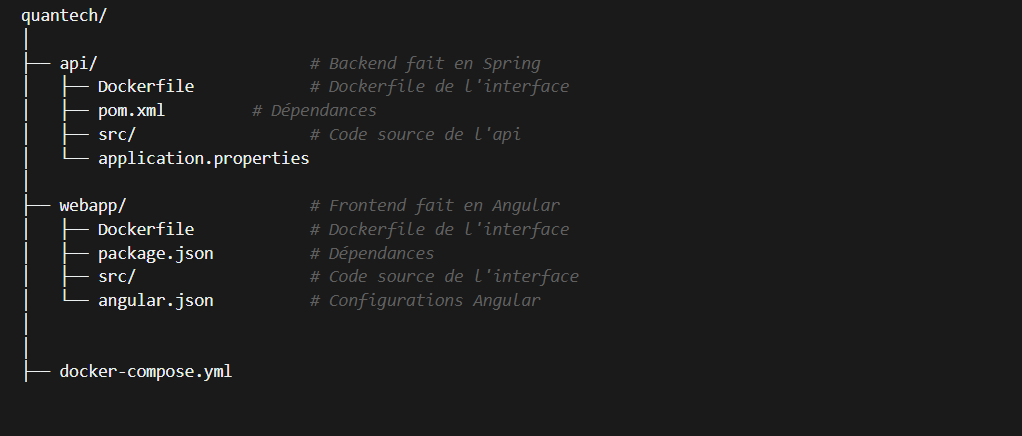 quantech/
│
├── api/                      # Backend fait en Spring
│   ├── Dockerfile            # Dockerfile de l'interface
│   ├── pom.xml         # Dépendances
│   ├── src/                  # Code source de l'api
│   └── application.properties
│
├── webapp/                   # Frontend fait en Angular
│   ├── Dockerfile            # Dockerfile de l'interface
│   ├── package.json          # Dépendances
│   ├── src/                  # Code source de l'interface
│   └── angular.json          # Configurations Angular
│
│
├── docker-compose.yml